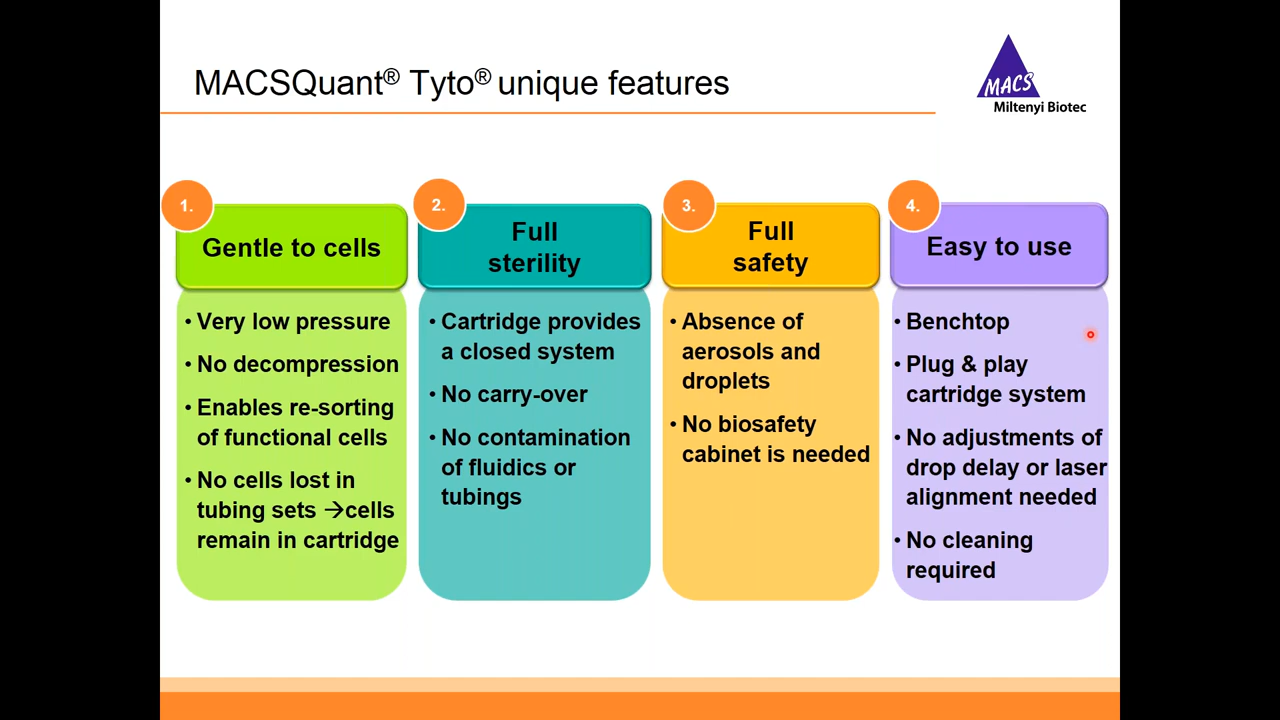 MACSQuant® Tyto® unique features
MACS
Miltenyi Biotec
1.
Gentle to cells
• Very low pressure
• No decompression
• Enables re-sorting
of functional cells
• No cells lost in
tubing sets →cells
remain in cartridge
2.
Full
sterility
• Cartridge provides
a closed system
• No carry-over
• No contamination
of fluidics or
tubings
3.
Full
safety
• Absence of
aerosols and
droplets
• No biosafety
cabinet is needed
4.
Easy to use
• Benchtop
• Plug & play
cartridge system
• No adjustments of
drop delay or laser
alignment needed
• No cleaning
required